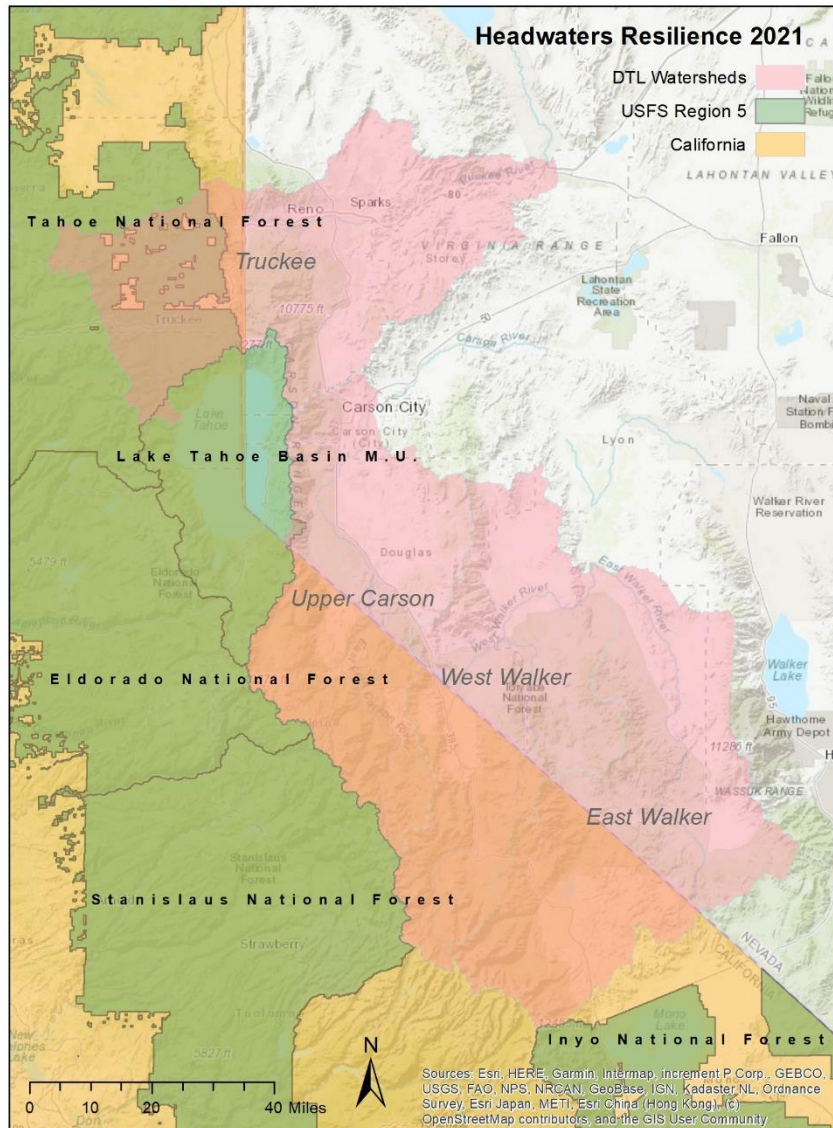 Headwaters Resilience 2021
DTL Watersheds
USFS Region 5
California
LAHONTAN VALLEY
Tahoe National Forest
Reno
Sparks
80
VIRGINIA RANGE
Storey
Fallon
Truckee
Truckee
10775 ft
Lahontan
State
Recreation
Area
50
Carson River
Lake
Tahoe
Carson City
Carson City
(City)
Lyon
Naval
Lake Tahoe Basin M.U.
Walker River
Reservation
5479 ft
Eldorado
National
Forest
Douglas
East Walker River
Upper Carson
West Walker River
Eldorado National Forest
West Walker
National
Forest
Walker
Lake
95
Hawthorne
Army Depot
11286 ft
WASSUK RANGE
East Walker
Stanislaus
National
Forest
Stanislaus National Forest
Strawberry
NEVADA
CALIFORNIA
Mono
Lake
Inyo National Forest
5827 ft
N
0 10 20 40 Miles
Sources: Esri, HERE, Garmin, Intermap, increment P Corp., GEBCO,
USGS, FAO, NPS, NRCAN, GeoBase, IGN, Kadaster NL, Ordnance
Survey, Esri Japan, METI, Esri China (Hong Kong), (c)
OpenStreetMap contributors, and the GIS User Community